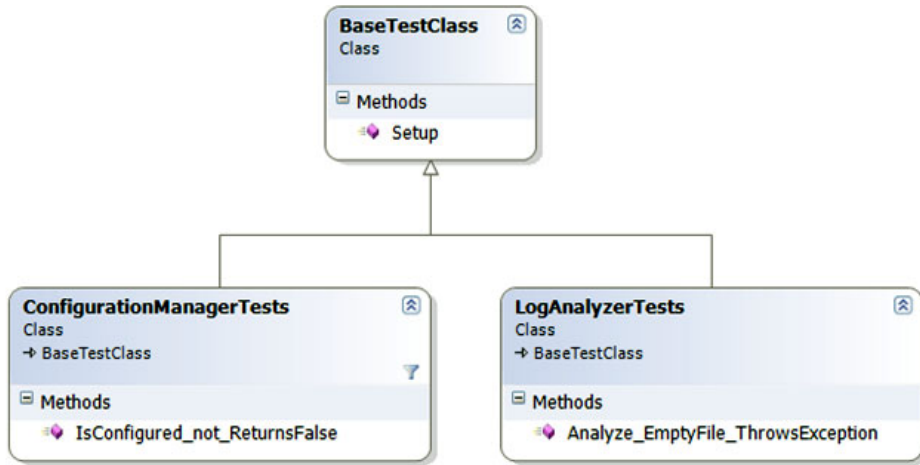 BaseTestClass
Class
Methods
Setup
ConfigurationManagerTests
Class
BaseTestClass
Methods
IsConfigured_not_ReturnsFalse
LogAnalyzerTests
Class
BaseTestClass
Methods
Analyze_EmptyFile_ThrowsException